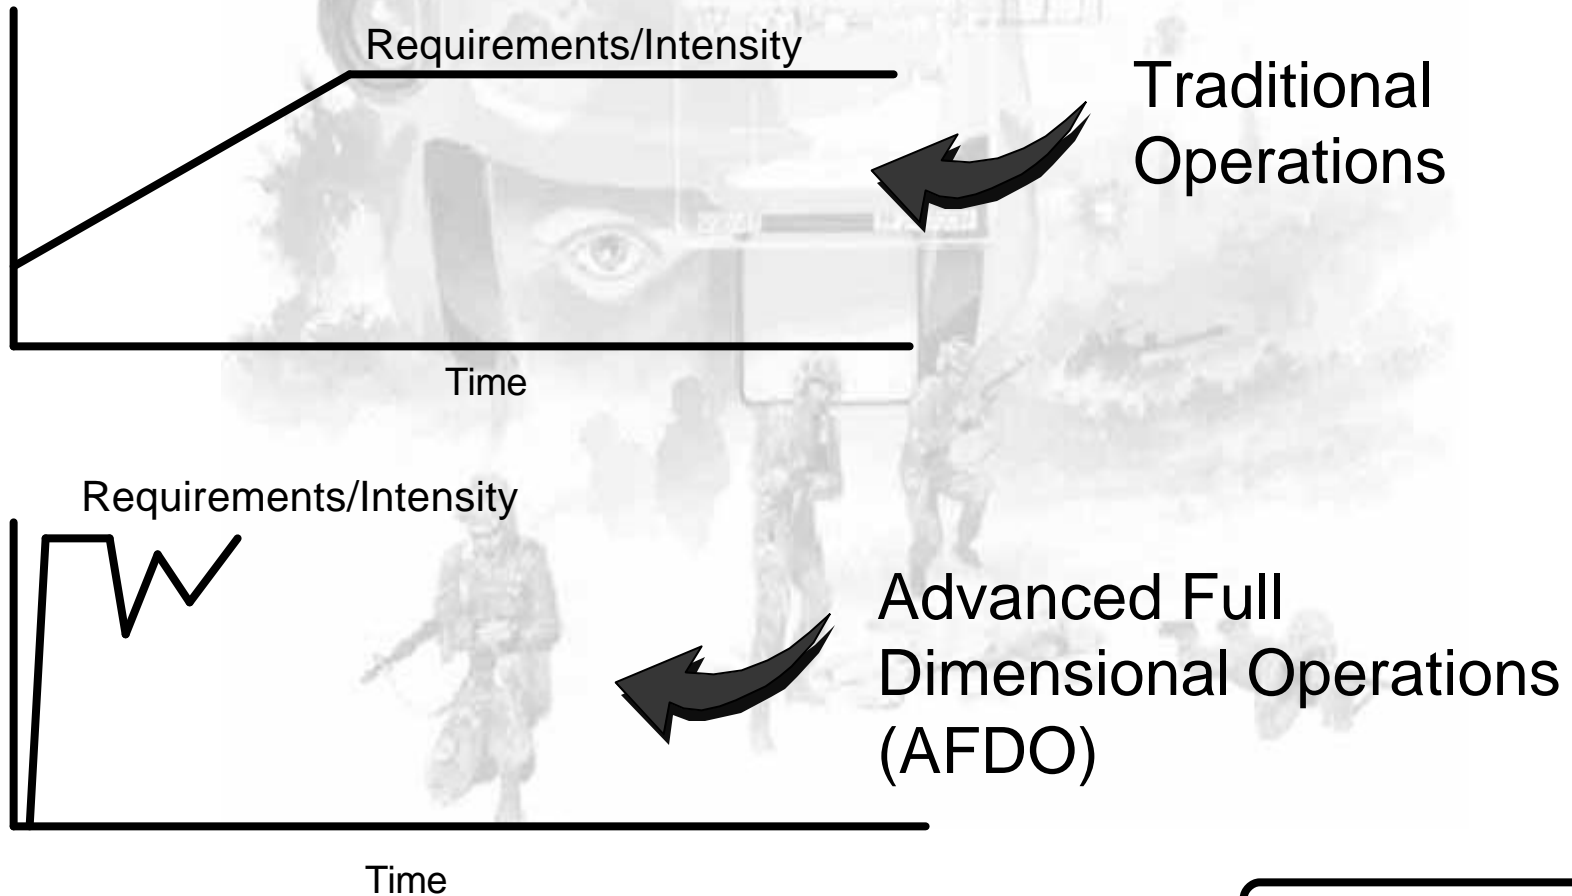 Requirements/Intensity
Traditional
Operations
Time
Requirements/Intensity
Advanced Full
Dimensional Operations
(AFDO)
Time